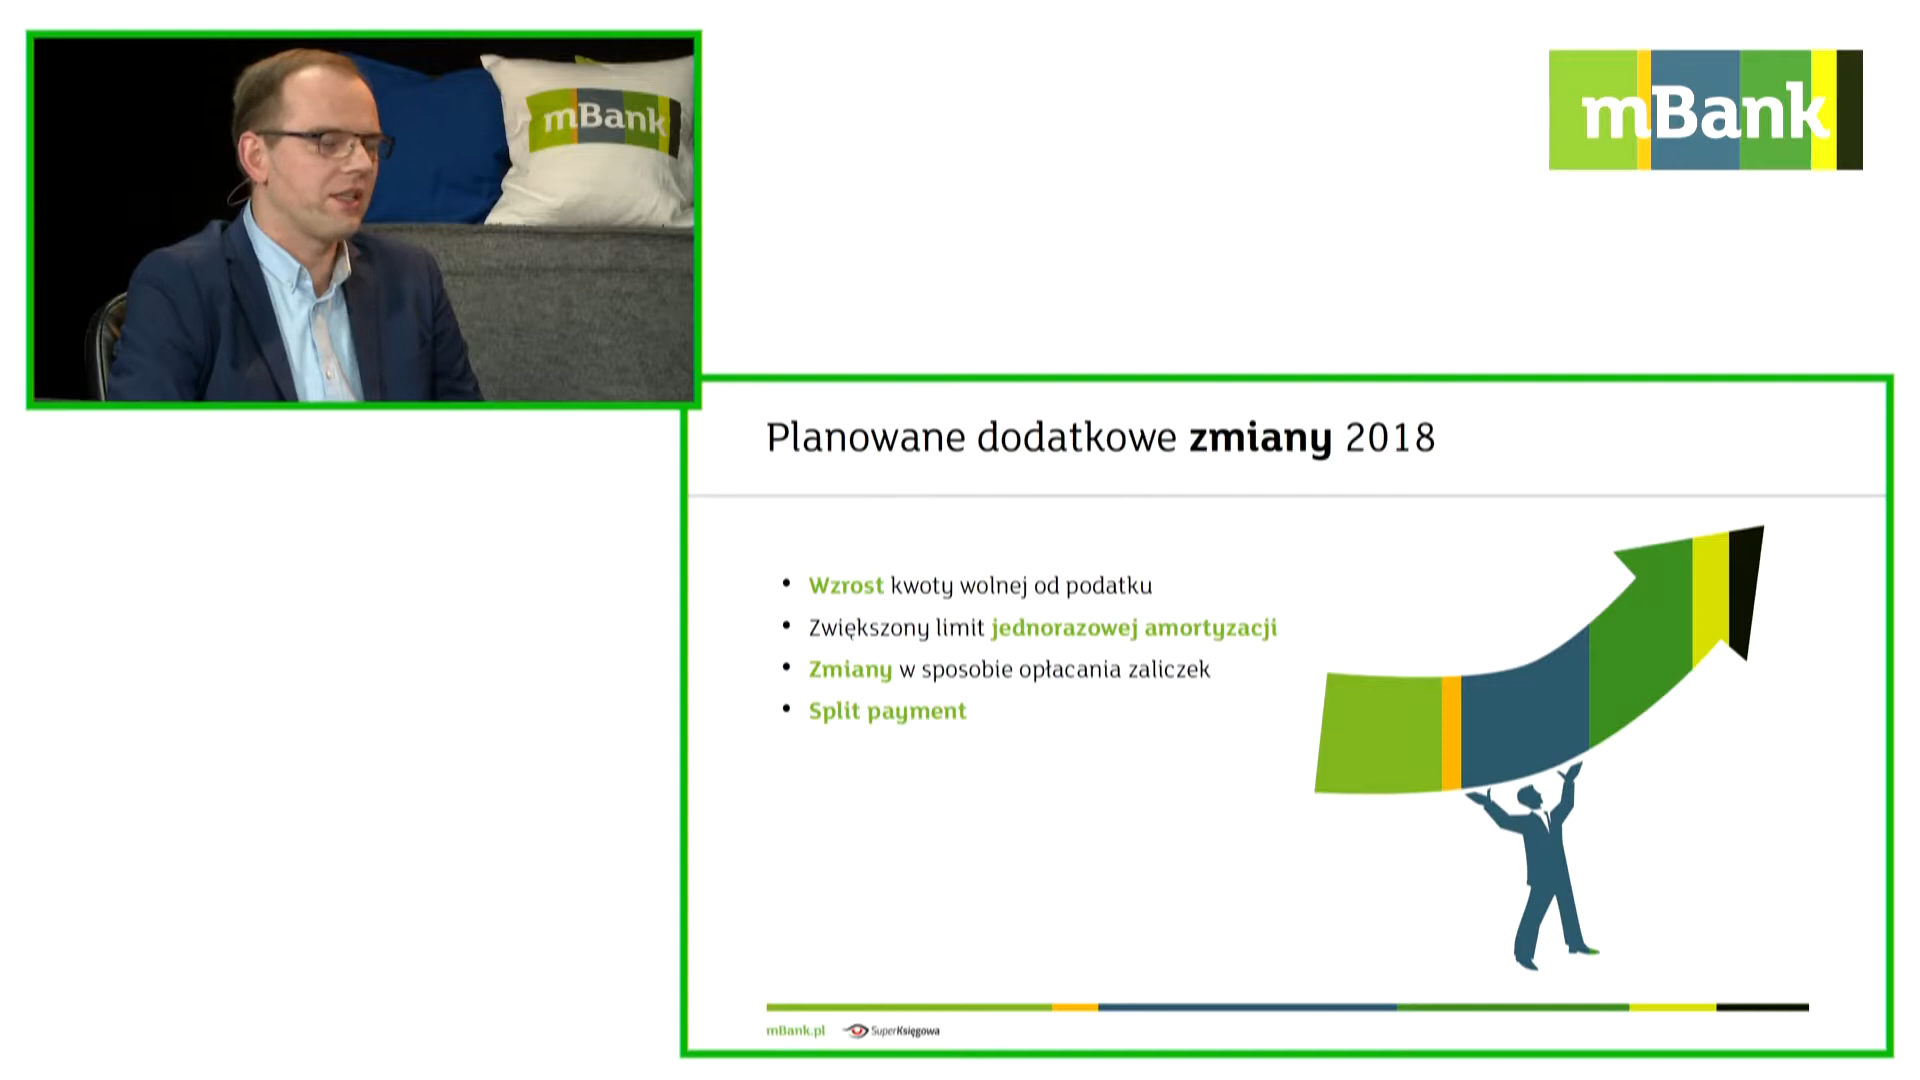 mBank
mBank
Planowane dodatkowe zmiany 2018
• Wzrost kwoty wolnej od podatku
• Zwiększony limit jednorazowej amortyzacji
• Zmiany w sposobie opłacania zaliczek
• Split payment
mBank.pl SuperKsięgowa